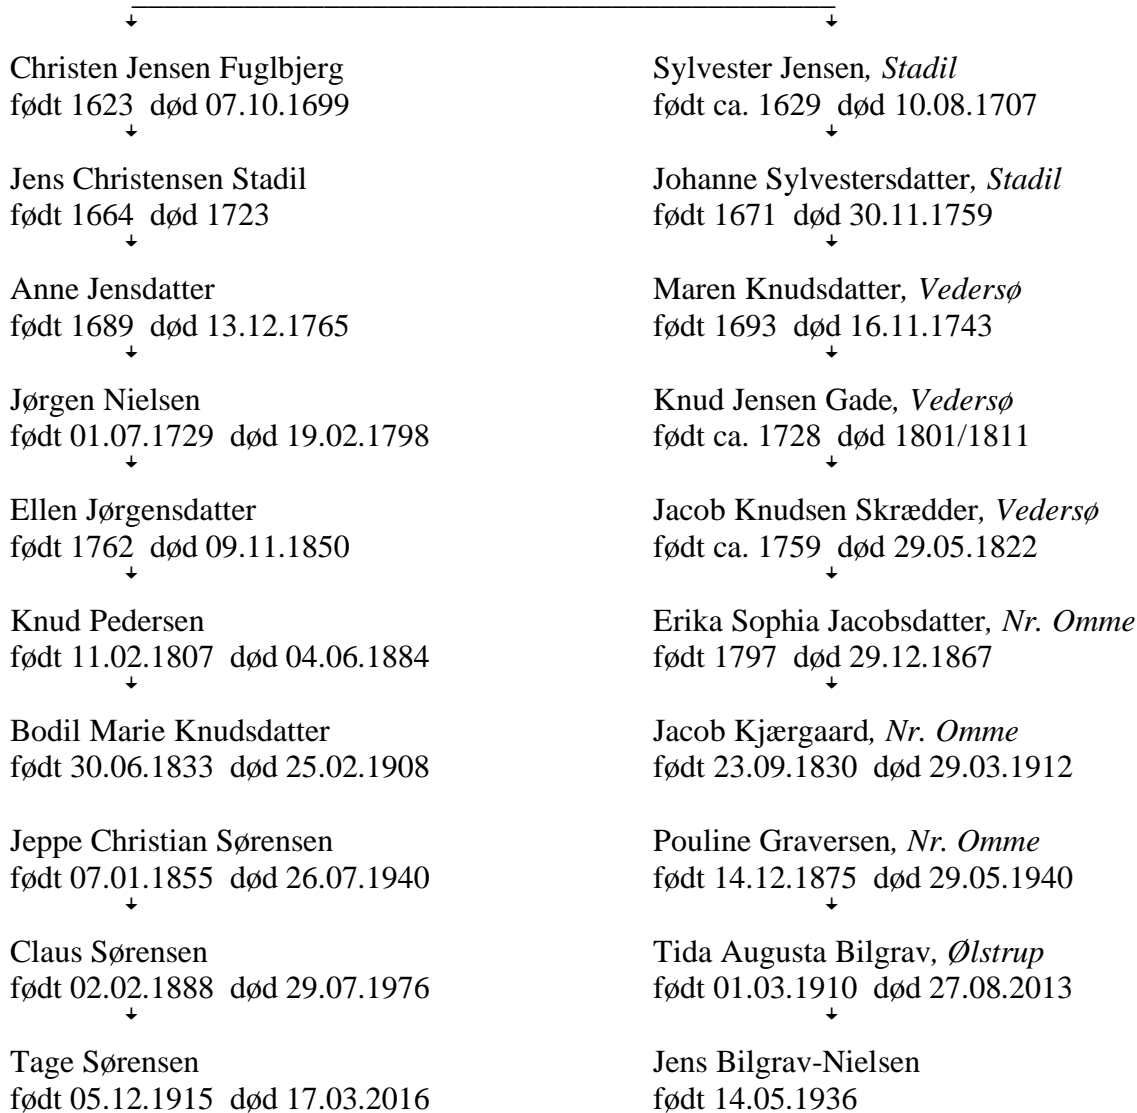 Christen Jensen Fuglbjerg
født 1623 død 07.10.1699
Sylvester Jensen, Stadil
født ca. 1629 død 10.08.1707
Jens Christensen Stadil
født 1664 død 1723
Johanne Sylvestersdatter, Stadil
født 1671 død 30.11.1759
Anne Jensdatter
født 1689 død 13.12.1765
Maren Knudsdatter, Vedersø
født 1693 død 16.11.1743
Jørgen Nielsen
født 01.07.1729 død 19.02.1798
Knud Jensen Gade, Vedersø
født ca. 1728 død 1801/1811
Ellen Jørgensdatter
født 1762 død 09.11.1850
Jacob Knudsen Skrædder, Vedersø
født ca. 1759 død 29.05.1822
Knud Pedersen
født 11.02.1807 død 04.06.1884
Erika Sophia Jacobsdatter, Nr. Omme
født 1797 død 29.12.1867
Bodil Marie Knudsdatter
født 30.06.1833 død 25.02.1908
Jacob Kjærgaard, Nr. Omme
født 23.09.1830 død 29.03.1912
Jeppe Christian Sørensen
født 07.01.1855 død 26.07.1940
Pouline Graversen, Nr. Omme
født 14.12.1875 død 29.05.1940
Claus Sørensen
født 02.02.1888 død 29.07.1976
Tida Augusta Bilgrav, Ølstrup
født 01.03.1910 død 27.08.2013
Tage Sørensen
født 05.12.1915 død 17.03.2016
Jens Bilgrav-Nielsen
født 14.05.1936